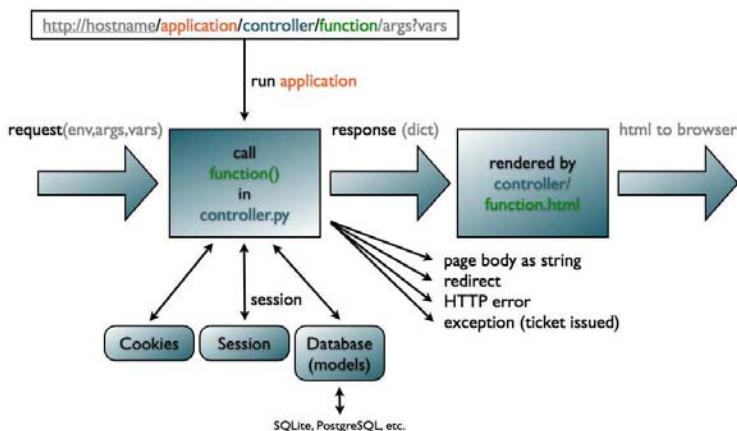 http://hostname/application/controller/function/args?vars
run application
request(env,args,vars)
response (dict)
html to browser
call
function()
in
controller.py
rendered by
controller/
function.html
page body as string
redirect
HTTP error
exception (ticket issued)
session
Cookies
Session
Database
(models)
SQLite, PostgreSQL, etc.